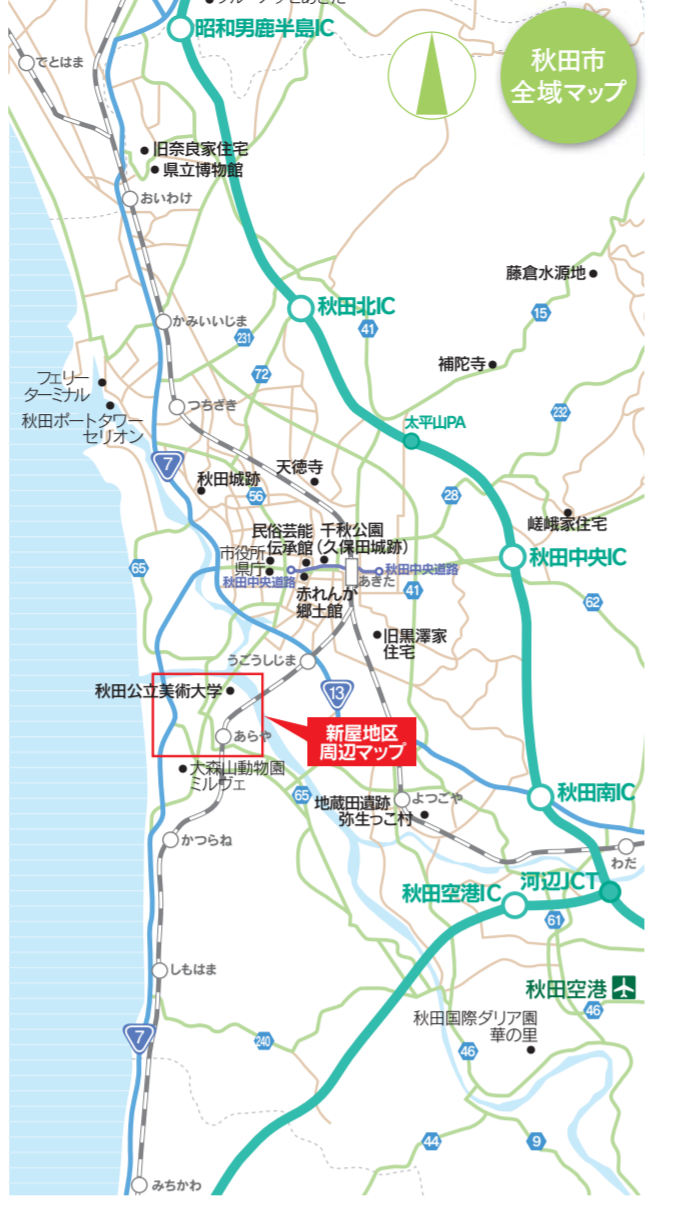 昭和男鹿半島IC
秋田市
全域マップ
でとはま
旧奈良家住宅
県立博物館
おいわけ
藤倉水源地
秋田北IC
15
かみいいじま
41
231
補陀寺
72
フェリー
ターミナル
つちざき
232
秋田ポートタワー
セリオン
太平山PA
7
天徳寺
秋田城跡
56
28
嵯峨家住宅
民俗芸能
伝承館
千秋公園
(久保田城跡)
市役所
県庁
秋田中央IC
65
秋田中央道路
秋田中央道路
あきた
赤れんが
郷土館
41
62
旧黒澤家
住宅
うごうしじま
秋田公立美術大学
13
あらや
新屋地区
周辺マップ
大森山動物園
ミルヴェ
65
地蔵田遺跡
弥生っこ村
よつごや
秋田南IC
かつらね
わだ
河辺JCT
秋田空港IC
61
しもはま
秋田空港
46
秋田国際ダリア園
華の里
7
240
46
44
9
みちかわ